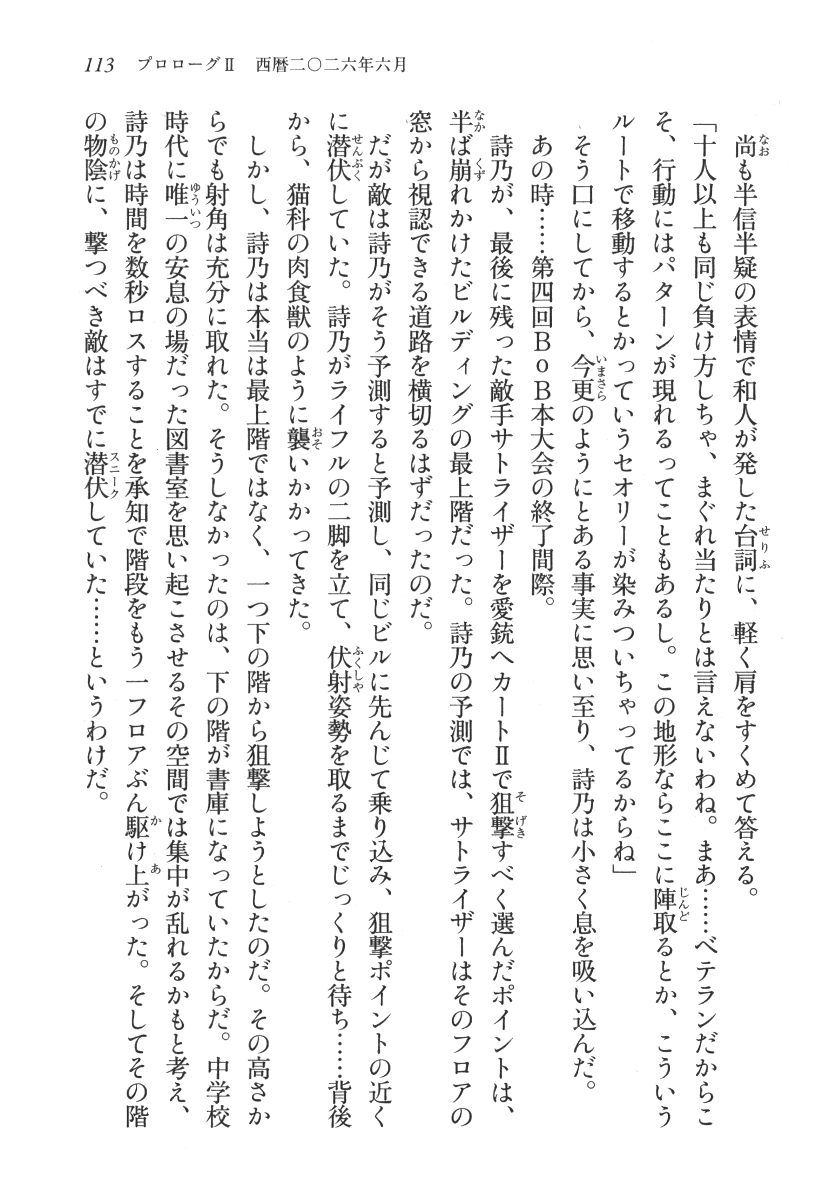 113　プロローグⅡ　西暦二〇二六年六月
尚も半信半疑の表情で和人が発した台詞に、軽く肩をすくめて答える。
「十人以上も同じ負け方しちゃ、まぐれ当たりとは言えないわね。まあ……ベテランだからこ
そ、行動にはパターンが現れるってこともあるし。この地形ならここに陣取るとか、こういう
ルートで移動するとかっていうセオリーが染みついちゃってるからね」
そう口にしてから、今更のようにとある事実に思い至り、詩乃は小さく息を吸い込んだ。
あの時……第四回ＢｏＢ本大会の終了間際。
詩乃が、最後に残った敵手サトライザーを愛銃ヘカートⅡで狙撃すべく選んだポイントは、
半ば崩れかけたビルディングの最上階だった。詩乃の予測では、サトライザーはそのフロアの
窓から視認できる道路を横切るはずだったのだ。
だが敵は詩乃がそう予測すると予測し、同じビルに先んじて乗り込み、狙撃ポイントの近く
に潜伏していた。詩乃がライフルの二脚を立て、伏射姿勢を取るまでじっくりと待ち……背後
から、猫科の肉食獣のように襲いかかってきた。
しかし、詩乃は本当は最上階ではなく、一つ下の階から狙撃しようとしたのだ。その高さか
らでも射角は充分に取れた。そうしなかったのは、下の階が書庫になっていたからだ。中学校
時代に唯一の安息の場だった図書室を思い起こさせるその空間では集中が乱れるかもと考え、
詩乃は時間を数秒ロスすることを承知で階段をもう一フロアぶん駆け上がった。そしてその階
の物陰に、撃つべき敵はすでに潜伏していた……というわけだ。